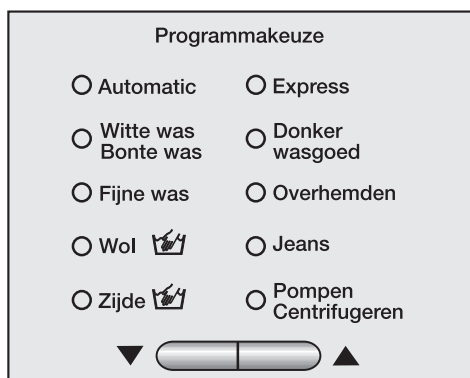 Programmakeuze
Automatic
Express
Witte was
Bonte was
Donker
wasgoed
Fijne was
Overhemden
Wol
Jeans
Zijde
Pompen
Centrifugeren